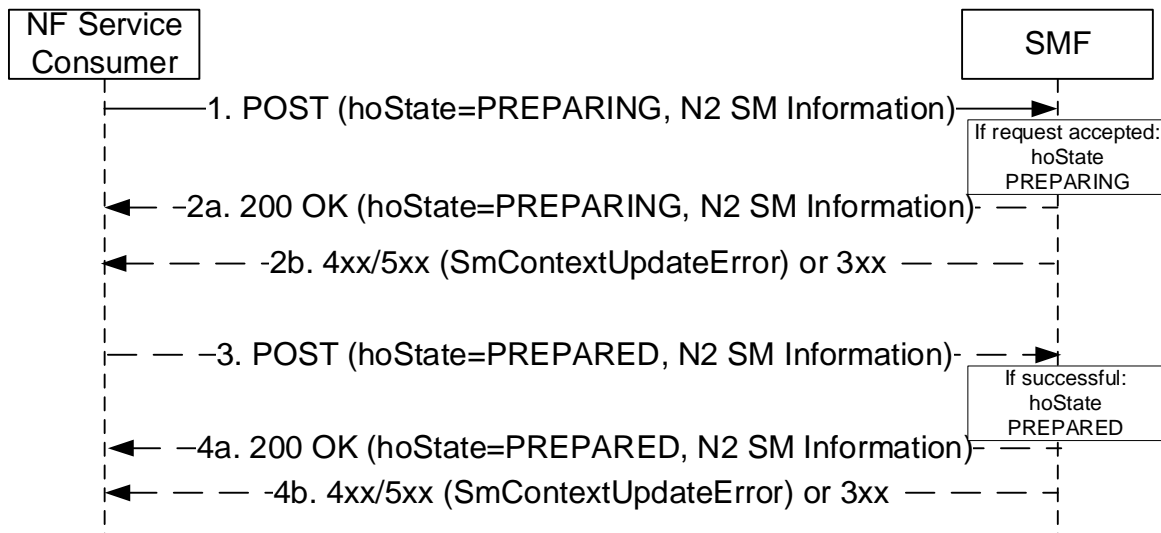 NF Service
Consumer
SMF
1. POST (hoState=PREPARING, N2 SM Information)
If request accepted:
hoState
PREPARING
2a. 200 OK (hoState=PREPARING, N2 SM Information)
2b. 4xx/5xx (SmContextUpdateError) or 3xx
3. POST (hoState=PREPARED, N2 SM Information)
If successful:
hoState
PREPARED
4a. 200 OK (hoState=PREPARED, N2 SM Information)
4b. 4xx/5xx (SmContextUpdateError) or 3xx